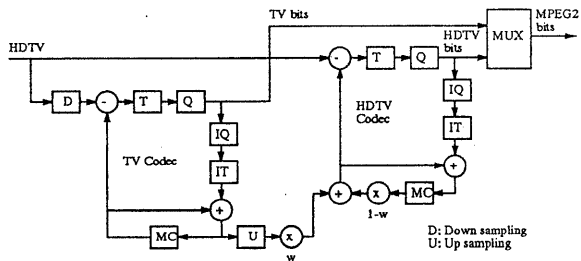 TV bits
MPEG2
bits
HDTV
HDTV
bits
MUX
-
T
Q
D
-
T
Q
IQ
HDTV
Codec
IQ
IT
TV Codec
IT
+
+
+
x
MC
1-w
MC
U
x
w
D: Down sampling
U: Up sampling